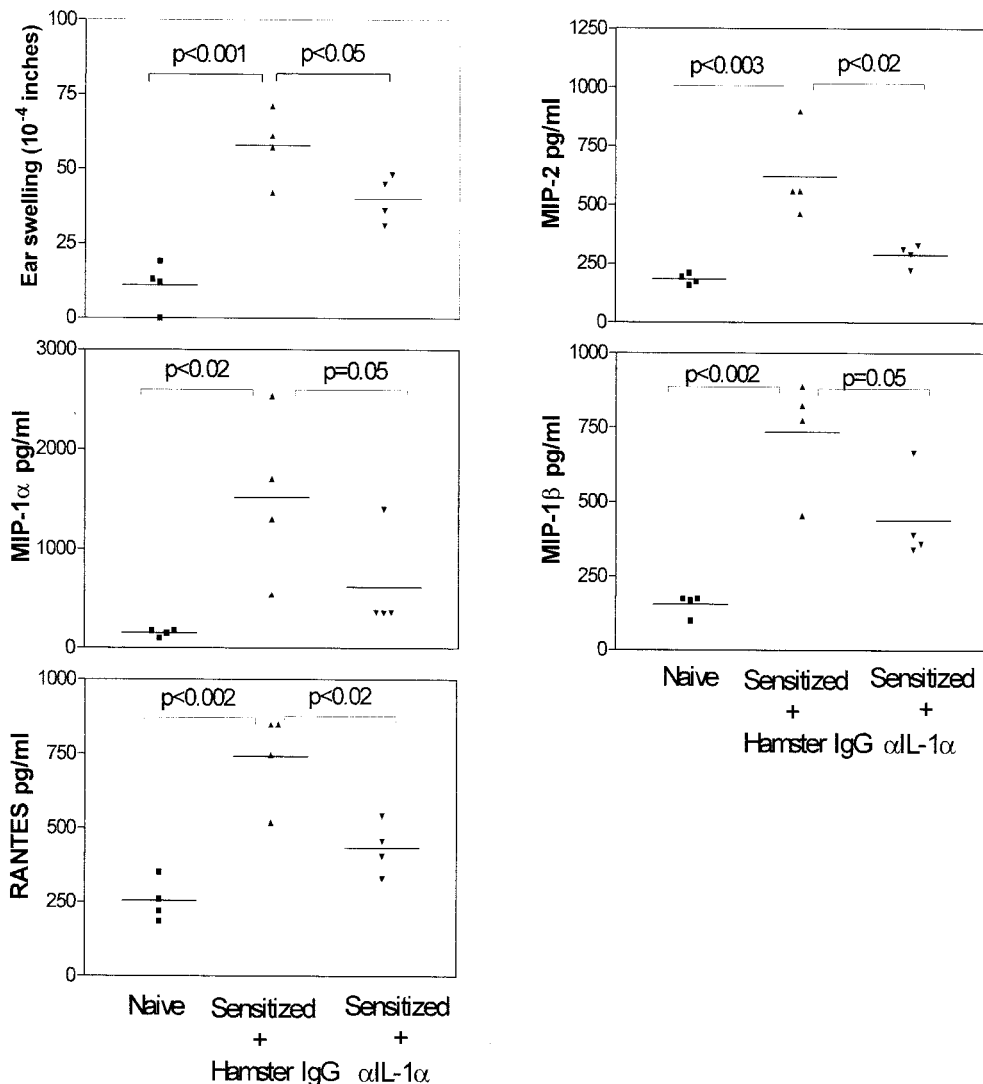 100
75
50
25
0
Ear swelling (10⁻⁴ inches)
p<0.001
p<0.05
1250
1000
750
500
250
0
MIP-2 pg/ml
p<0.003
p<0.02
3000
2000
1000
0
MIP-1α pg/ml
p<0.02
p=0.05
1000
750
500
250
0
MIP-1β pg/ml
p<0.002
p=0.05
Naive Sensitized Sensitized
+ +
Hamster IgG αIL-1α
1000
750
500
250
0
RANTES pg/ml
p<0.002
p<0.02
Naive Sensitized Sensitized
+ +
Hamster IgG αIL-1α